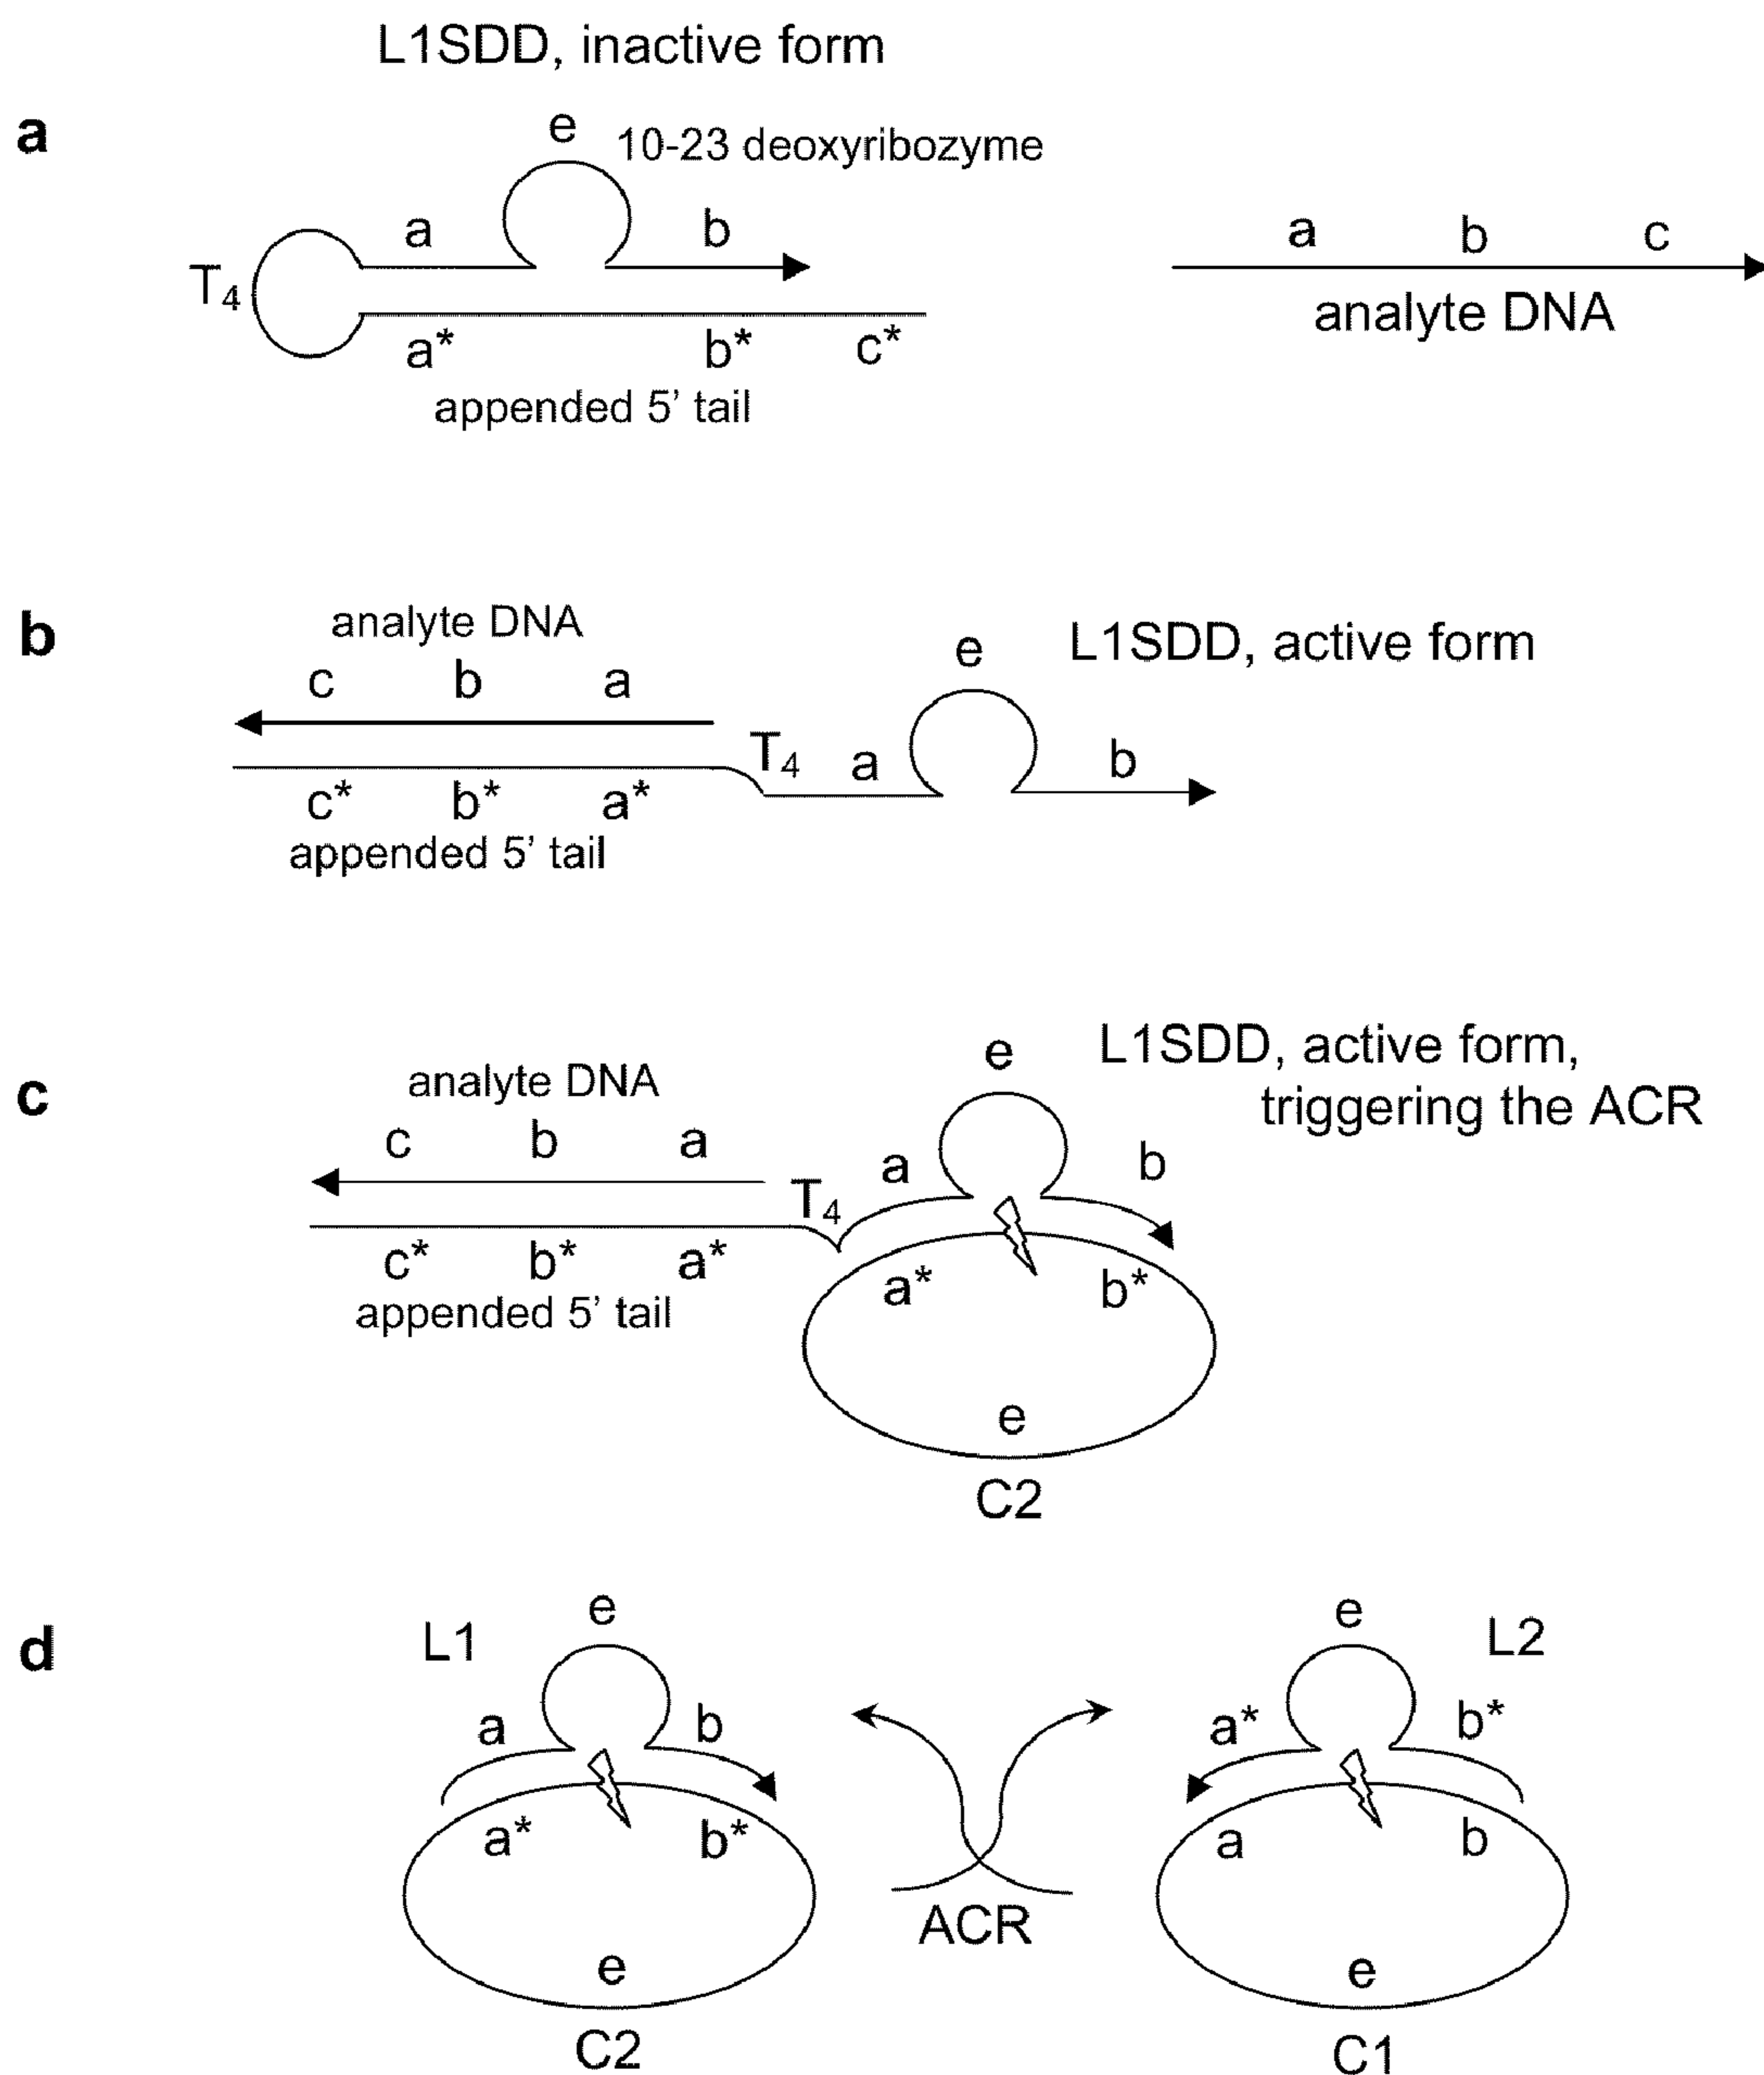 L1SDD, inactive form
a
e
10-23 deoxyribozyme
a
b
T4
a*
b*
c*
appended 5' tail
a
b
c
analyte DNA
b
analyte DNA
c b a
e
L1SDD, active form
T4
a
b
c* b* a*
appended 5' tail
c
analyte DNA
c b a
e
L1SDD, active form,
triggering the ACR
T4
a
b
c* b* a*
appended 5' tail
a*
b*
e
C2
d
L1
e
a
b
a*
b*
e
C2
ACR
e
L2
a*
b*
a
b
e
C1